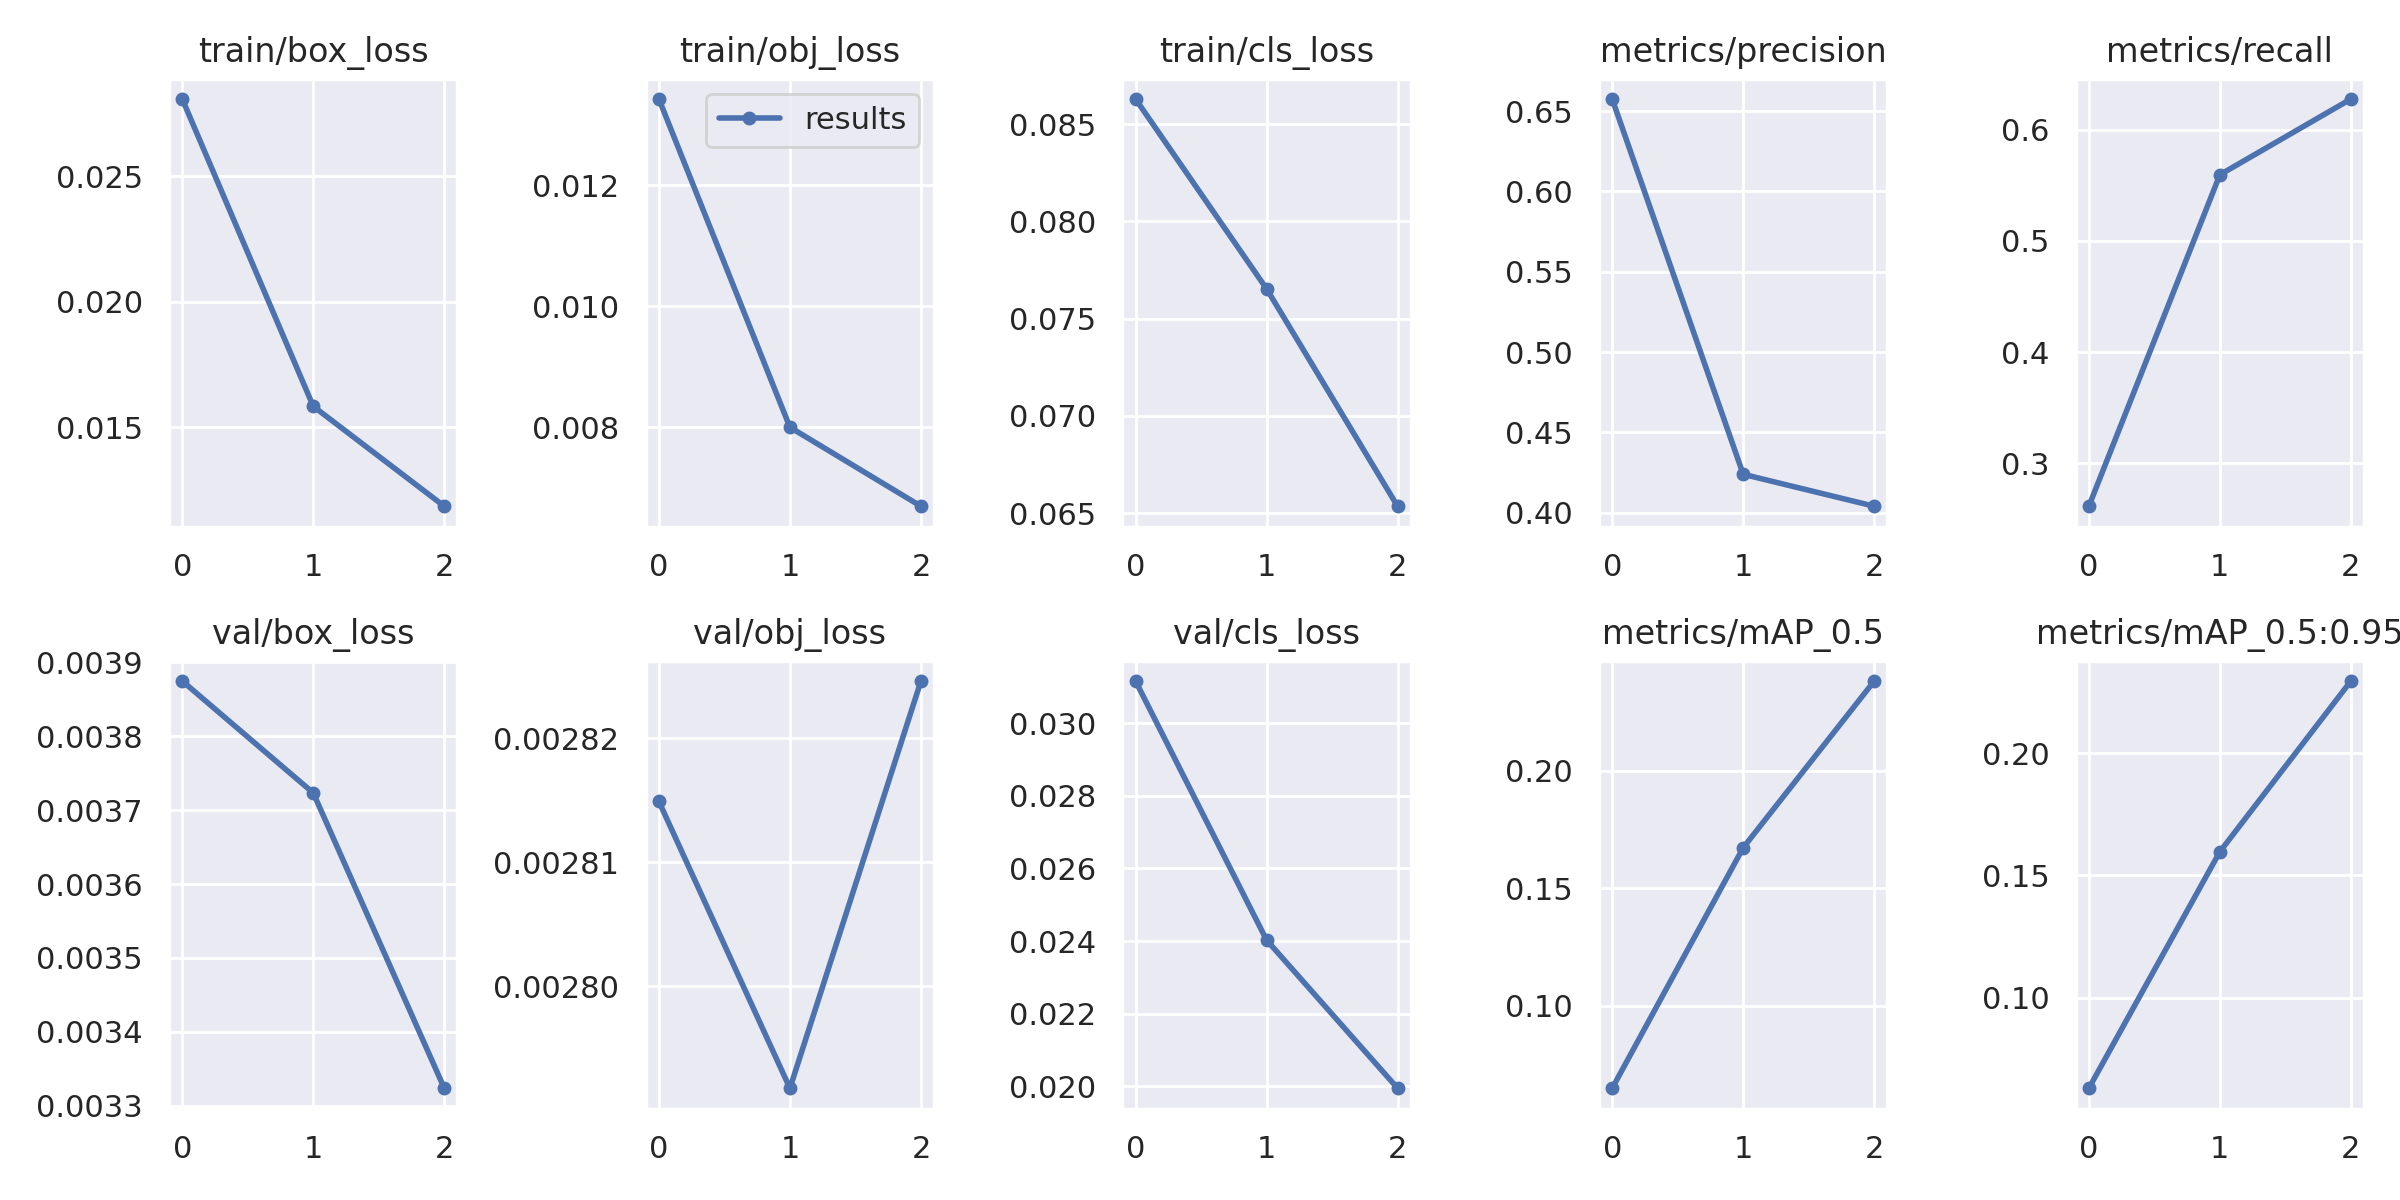 train/box_loss
0.025
0.020
0.015
0 1 2
train/obj_loss
results
0.012
0.010
0.008
0 1 2
train/cls_loss
0.085
0.080
0.075
0.070
0.065
0 1 2
metrics/precision
0.65
0.60
0.55
0.50
0.45
0.40
0 1 2
metrics/recall
0.6
0.5
0.4
0.3
0 1 2
val/box_loss
0.0039
0.0038
0.0037
0.0036
0.0035
0.0034
0.0033
0 1 2
val/obj_loss
0.00282
0.00281
0.00280
0 1 2
val/cls_loss
0.030
0.028
0.026
0.024
0.022
0.020
0 1 2
metrics/mAP_0.5
0.20
0.15
0.10
0 1 2
metrics/mAP_0.5:0.95
0.20
0.15
0.10
0 1 2